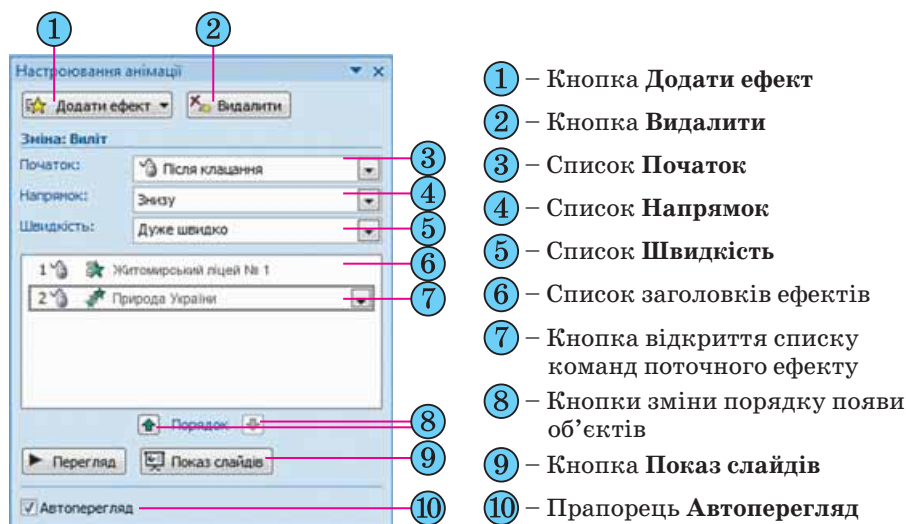 1
2
Настроювання анімації
Додати ефект
Видалити
Зміна: Виліт
Початок:
Після клацання
3
Напрямок:
Знизу
4
Швидкість:
Дуже швидко
5
1 Житомирський ліцей № 1
6
2 Природа України
7
Порядок
8
Перегляд
Показ слайдів
9
Автоперегляд
10
1 – Кнопка Додати ефект
2 – Кнопка Видалити
3 – Список Початок
4 – Список Напрямок
5 – Список Швидкість
6 – Список заголовків ефектів
7 – Кнопка відкриття списку
команд поточного ефекту
8 – Кнопки зміни порядку появи
об’єктів
9 – Кнопка Показ слайдів
10 – Прапорець Автоперегляд